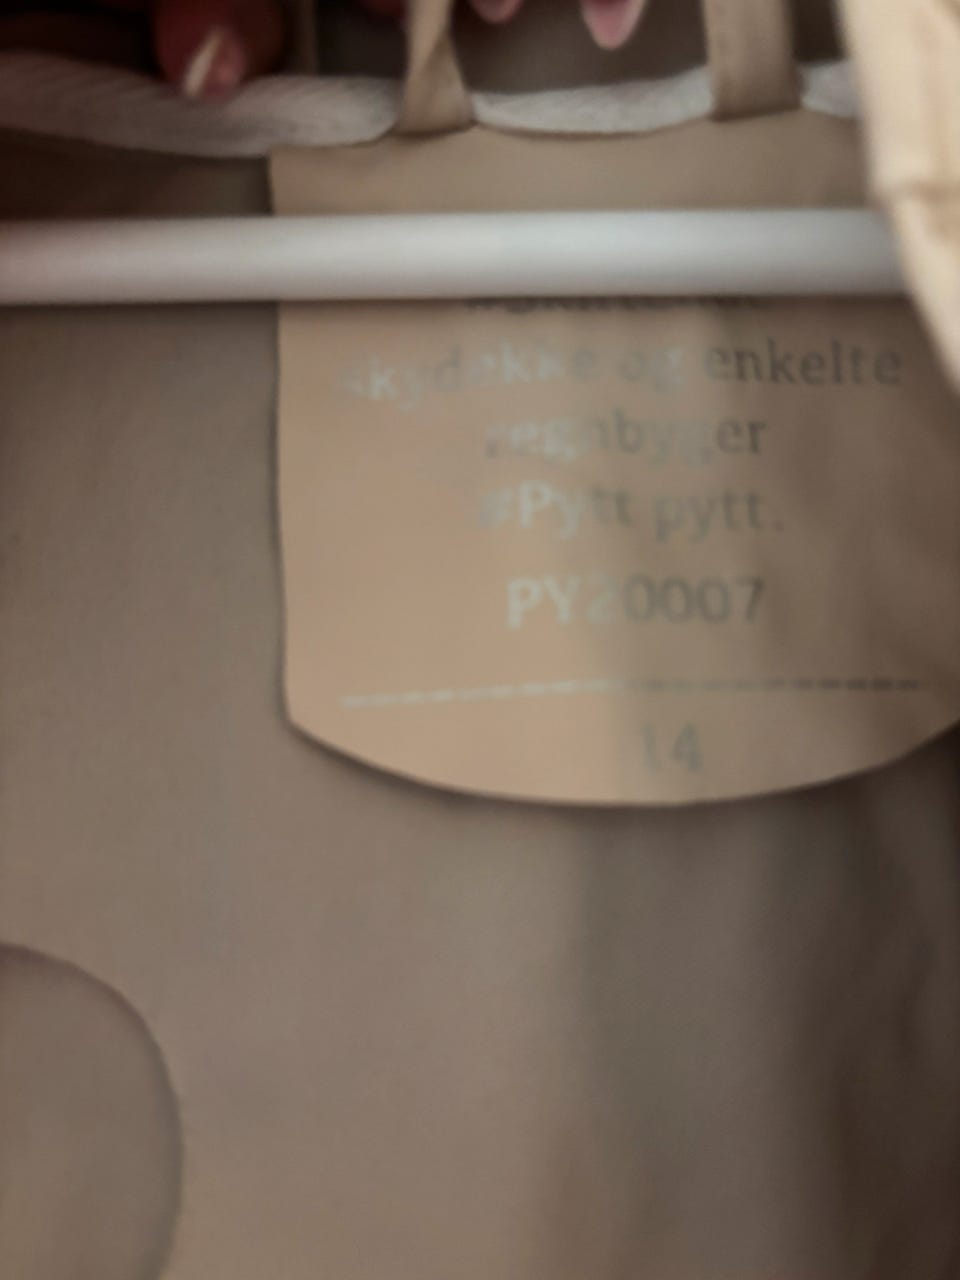 skydekke og enkelte
regnbyger
#Pytt pytt.
PY20007
14